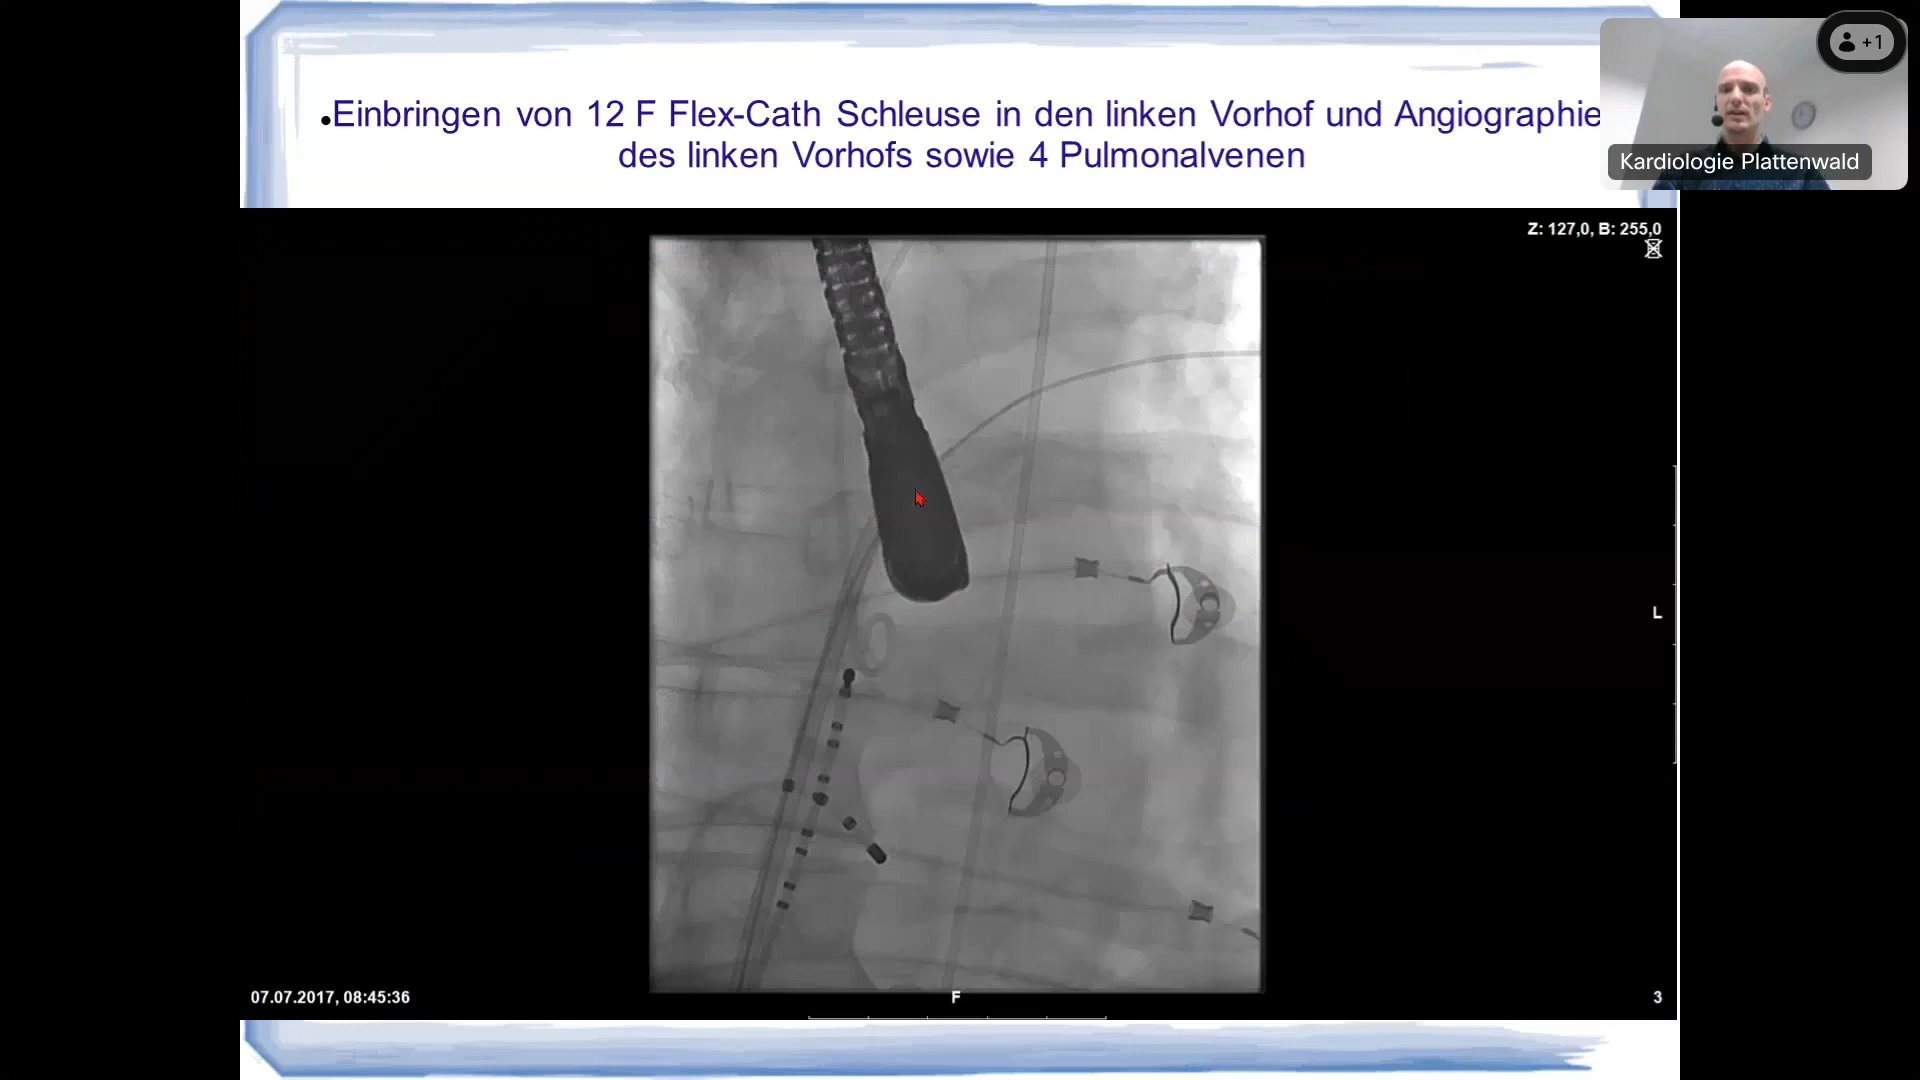 •Einbringen von 12 F Flex-Cath Schleuse in den linken Vorhof und Angiographie
des linken Vorhofs sowie 4 Pulmonalvenen
+1
Kardiologie Plattenwald
Z: 127,0, B: 255,0
L
07.07.2017, 08:45:36
F
3